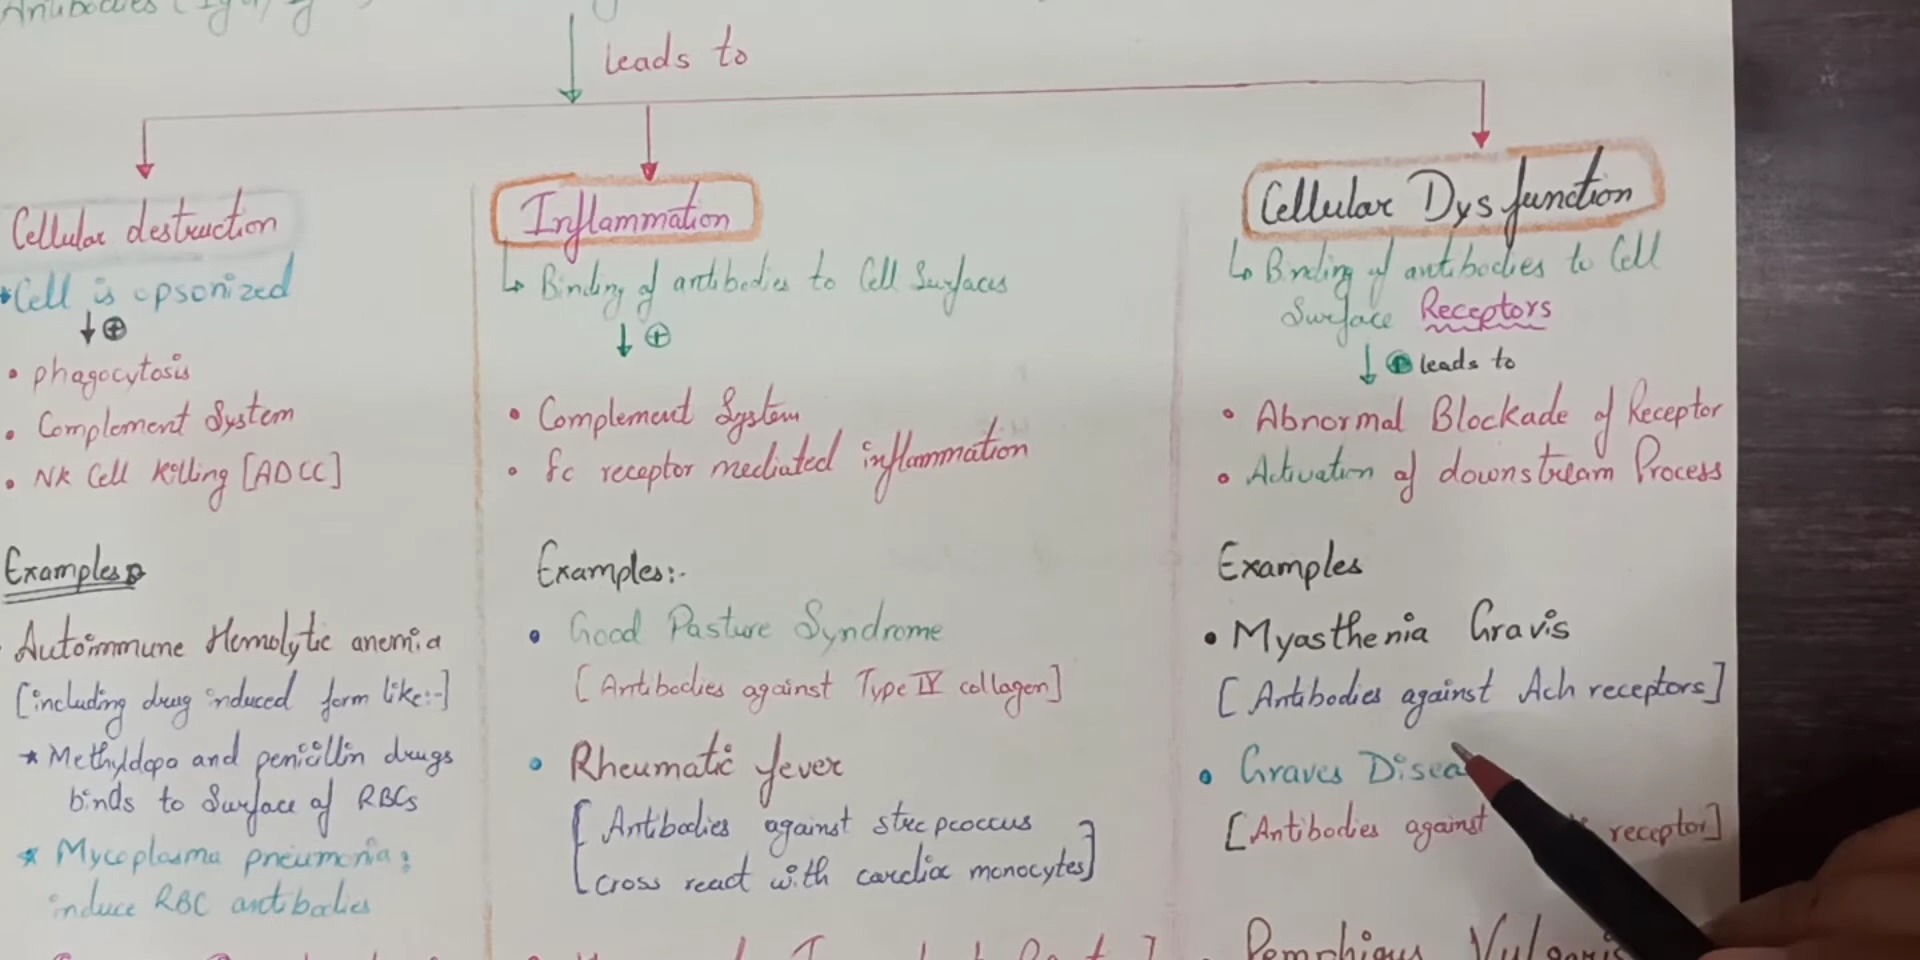 leads to
Cellular destruction
*Cell is opsonized
↓ ⊕
• phagocytosis
• Complement System
• NK Cell Killing [ADCC]
Examples
Autoimmune Hemolytic anemia
[including drug induced form like:-]
* Methyldopa and penicillin drugs
binds to Surface of RBCs
* Mycoplasma pneumonia:
induce RBC antibodies
Inflammation
↳ Binding of antibodies to Cell Surfaces
↓ ⊕
• Complement System
• fc receptor mediated inflammation
Examples:-
• Good Pasture Syndrome
[Antibodies against Type IV collagen]
• Rheumatic fever
[Antibodies against strepcoccus
cross react with cardiac monocytes]
Cellular Dysfunction
↳ Binding of antibodies to Cell
Surface Receptors
↓ ⊕ leads to
• Abnormal Blockade of Receptor
• Activation of downstream Process
Examples
• Myasthenia Gravis
[Antibodies against Ach receptors]
• Graves
[Antibodies against receptor]